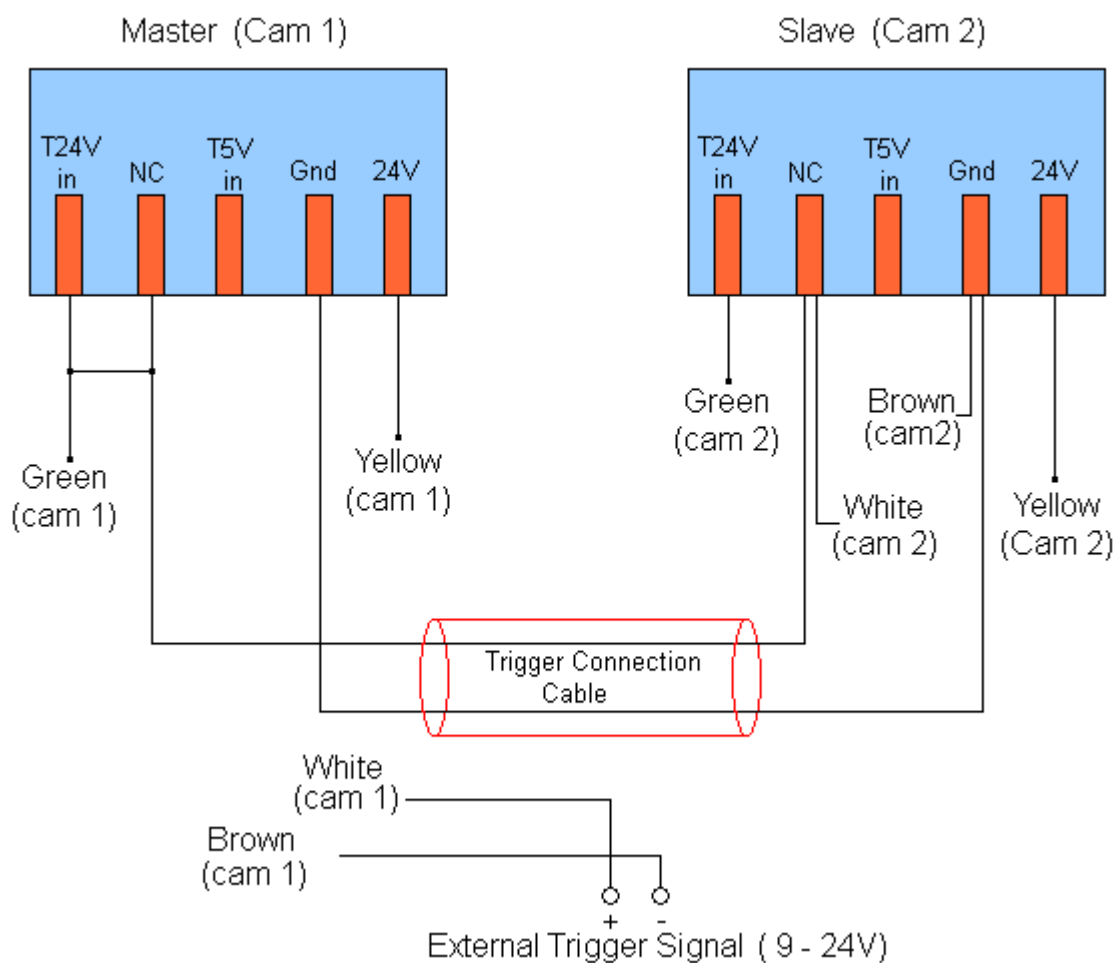 Master (Cam 1)
Slave (Cam 2)
T24V
in
NC
T5V
in
Gnd
24V
T24V
in
NC
T5V
in
Gnd
24V
Green
(cam 1)
Yellow
(cam 1)
Green
(cam 2)
Brown
(cam2)
White
(cam 2)
Yellow
(Cam 2)
Trigger Connection
Cable
White
(cam 1)
Brown
(cam 1)
+ -
External Trigger Signal ( 9 - 24V)